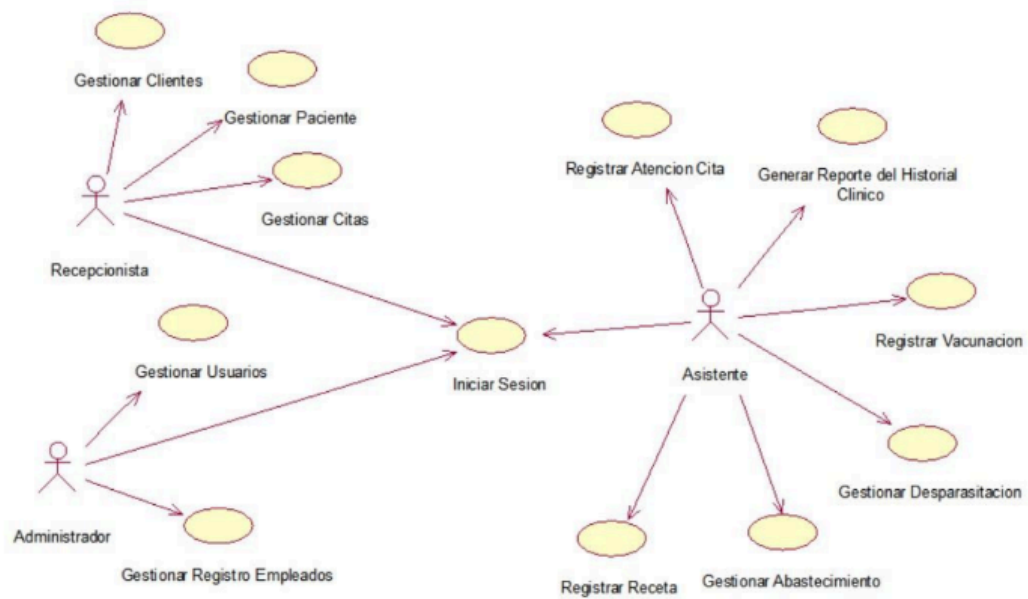 Gestionar Clientes
Gestionar Paciente
Gestionar Citas
Recepcionista
Registrar Atencion Cita
Generar Reporte del Historial
Clinico
Gestionar Usuarios
Iniciar Sesion
Asistente
Registrar Vacunacion
Administrador
Gestionar Registro Empleados
Gestionar Desparasitacion
Registrar Receta
Gestionar Abastecimiento